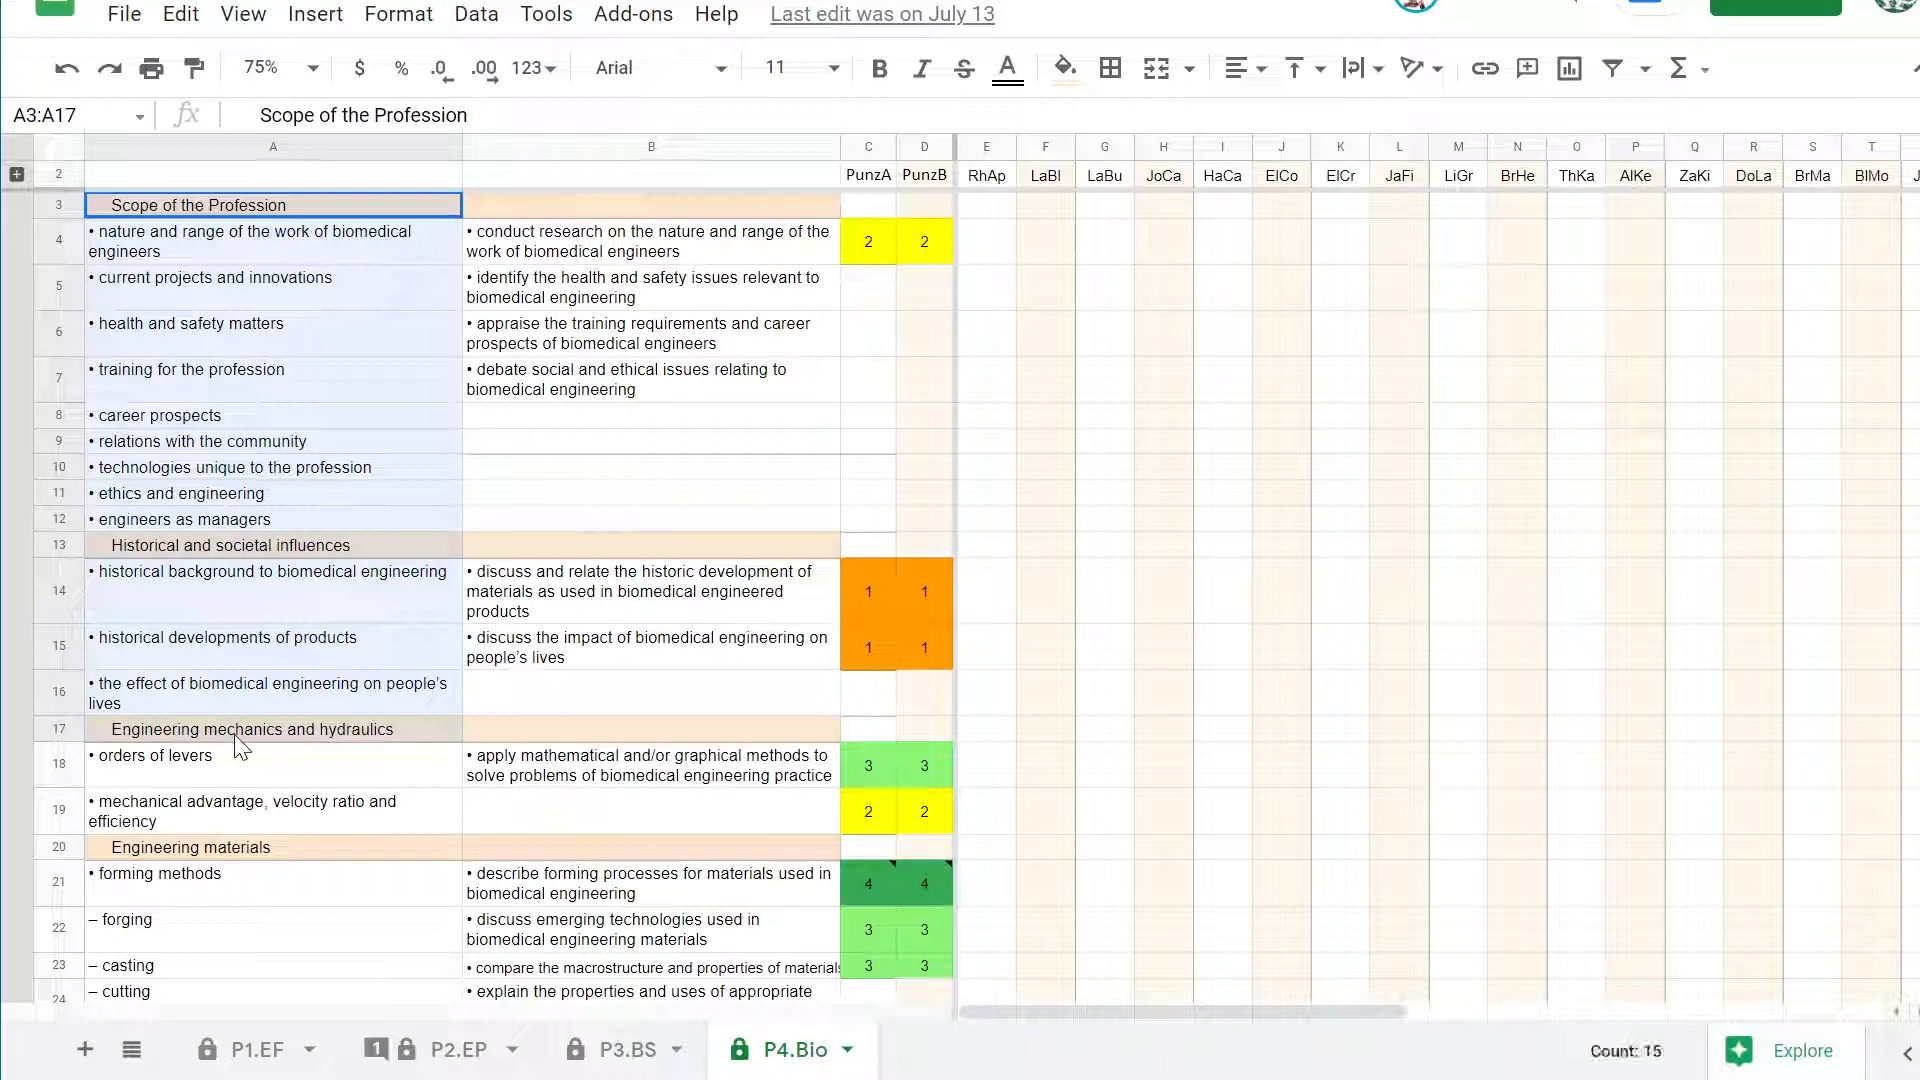 File Edit View Insert Format Data Tools Add-ons Help Last edit was on July 13
75% $ % .0 .00 123 Arial 11 B I S A Σ
A3:A17 fx Scope of the Profession
A B C D E F G H I J K L M N O P Q R S T
2 PunzA PunzB RhAp LaBl LaBu JoCa HaCa ElCo ElCr JaFi LiGr BrHe ThKa AlKe ZaKi DoLa BrMa BlMo
3 Scope of the Profession
4 • nature and range of the work of biomedical
engineers
• conduct research on the nature and range of the
work of biomedical engineers
2 2
5 • current projects and innovations
• identify the health and safety issues relevant to
biomedical engineering
6 • health and safety matters
• appraise the training requirements and career
prospects of biomedical engineers
7 • training for the profession
• debate social and ethical issues relating to
biomedical engineering
8 • career prospects
9 • relations with the community
10 • technologies unique to the profession
11 • ethics and engineering
12 • engineers as managers
13 Historical and societal influences
14 • historical background to biomedical engineering
• discuss and relate the historic development of
materials as used in biomedical engineered
products
1 1
15 • historical developments of products
• discuss the impact of biomedical engineering on
people's lives
1 1
16 • the effect of biomedical engineering on people's
lives
17 Engineering mechanics and hydraulics
18 • orders of levers
• apply mathematical and/or graphical methods to
solve problems of biomedical engineering practice
3 3
19 • mechanical advantage, velocity ratio and
efficiency
2 2
20 Engineering materials
21 • forming methods
• describe forming processes for materials used in
biomedical engineering
4 4
22 – forging
• discuss emerging technologies used in
biomedical engineering materials
3 3
23 – casting • compare the macrostructure and properties of materials 3 3
24 – cutting • explain the properties and uses of appropriate
+ P1.EF 1 P2.EP P3.BS P4.Bio Count: 15 Explore